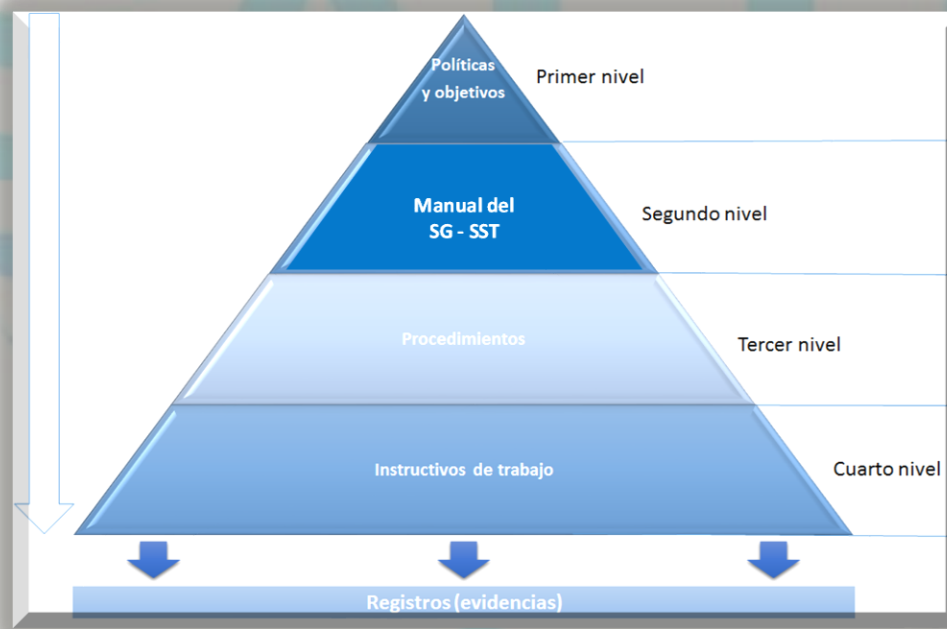 Políticas
y objetivos
Primer nivel
Manual del
SG - SST
Segundo nivel
Procedimientos
Tercer nivel
Instructivos de trabajo
Cuarto nivel
Registros (evidencias)